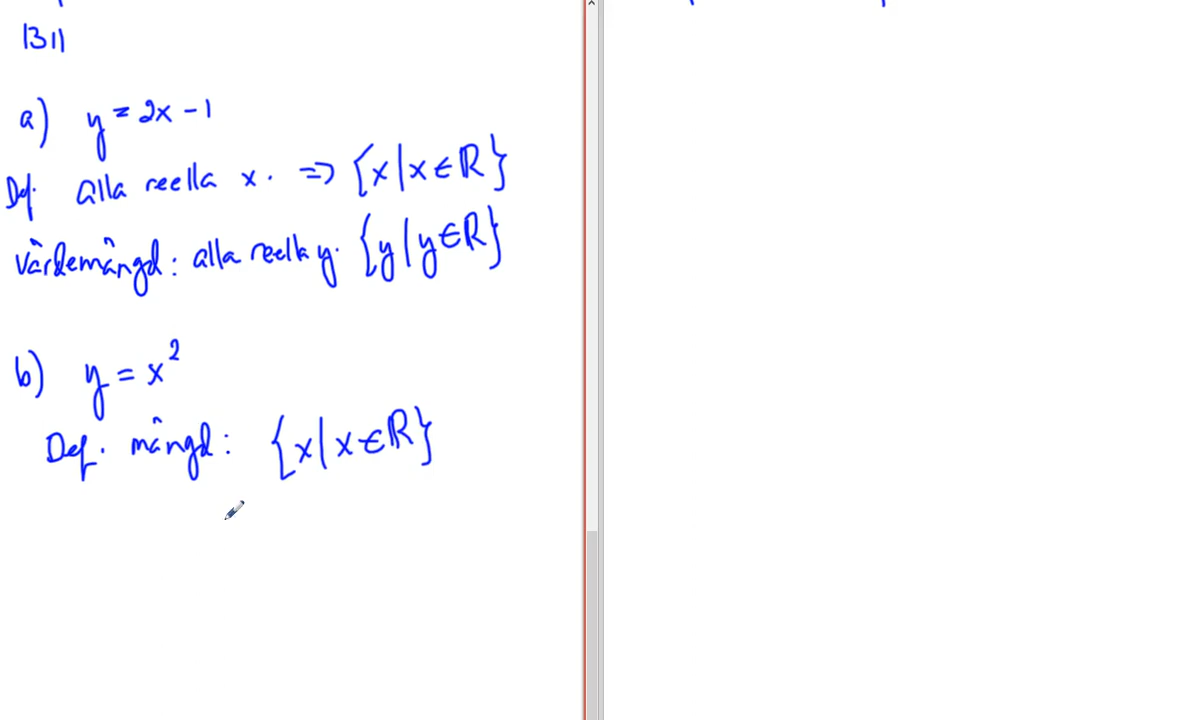 1311
a) y = 2x - 1
Def. alla reella x. => {x|x∈ℝ}
Värdemängd: alla reella y. {y|y∈ℝ}
b) y = x²
Def. mängd: {x|x∈ℝ}